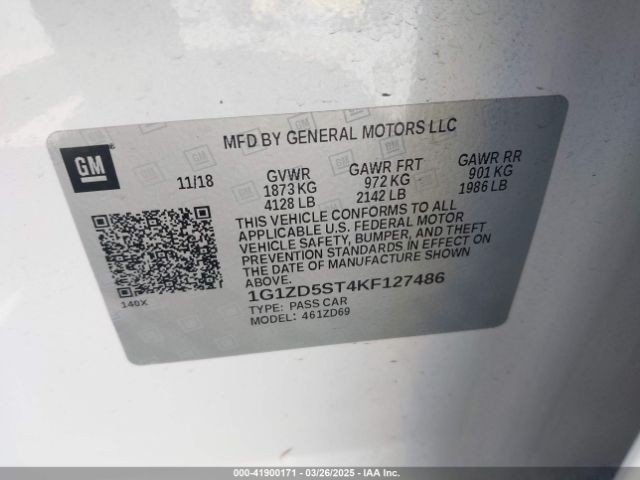 MFD BY GENERAL MOTORS LLC
GM
11/18
GVWR
1873 KG
4128 LB
GAWR FRT
972 KG
2142 LB
GAWR RR
901 KG
1986 LB
THIS VEHICLE CONFORMS TO ALL
APPLICABLE U.S. FEDERAL MOTOR
VEHICLE SAFETY, BUMPER, AND THEFT
PREVENTION STANDARDS IN EFFECT ON
THE DATE OF MANUFACTURE SHOWN
ABOVE.
1G1ZD5ST4KF127486
TYPE: PASS CAR
MODEL: 461ZD69
140X
000-41900171 - 03/26/2025 - IAA Inc.